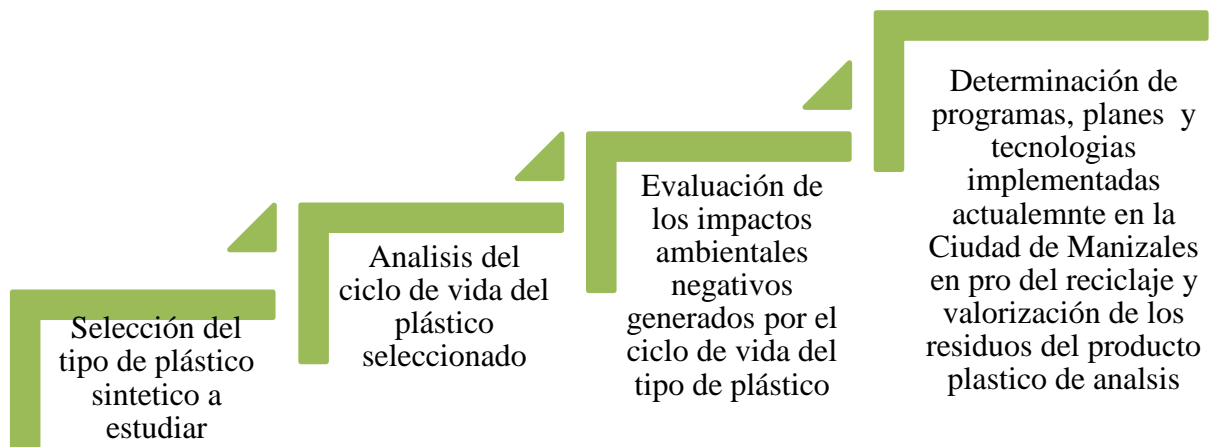 Selección del
tipo de plástico
sintetico a
estudiar
Analisis del
ciclo de vida del
plástico
seleccionado
Evaluación de
los impactos
ambientales
negativos
generados por el
ciclo de vida del
tipo de plástico
Determinación de
programas, planes y
tecnologias
implementadas
actualemnte en la
Ciudad de Manizales
en pro del reciclaje y
valorización de los
residuos del producto
plastico de analsis